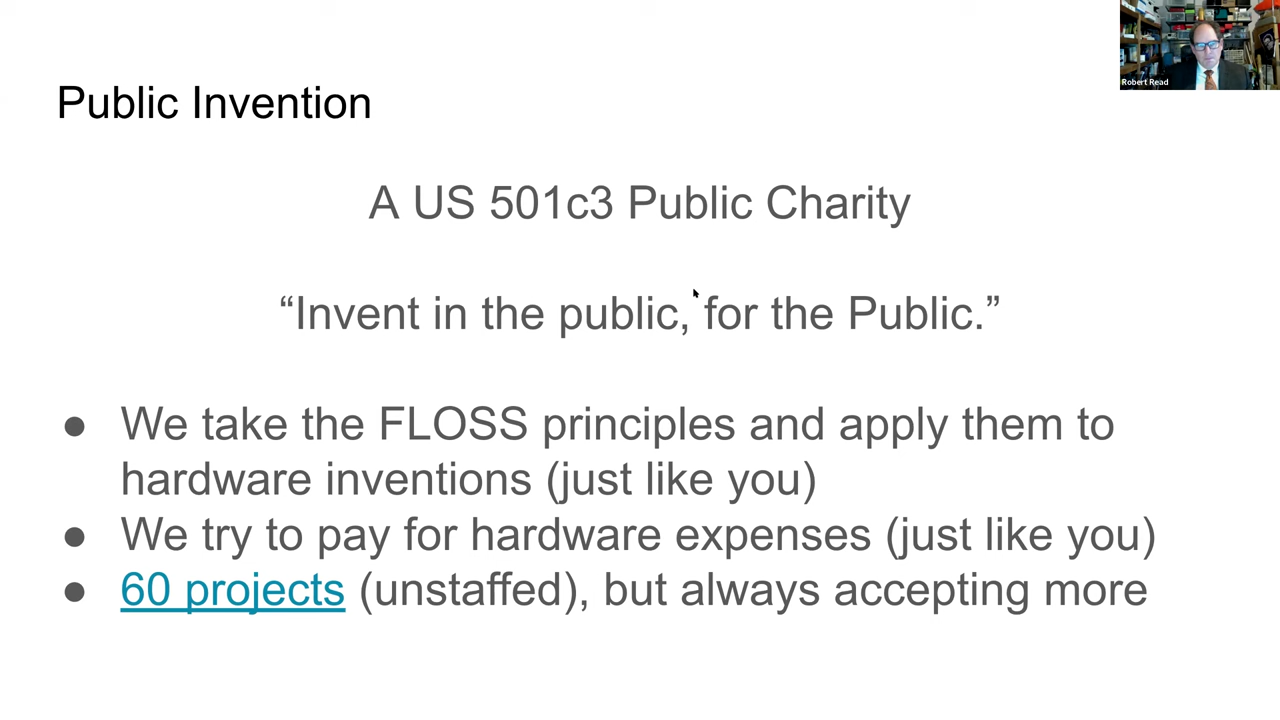 Robert Read
Public Invention
A US 501c3 Public Charity
“Invent in the public, for the Public.”
● We take the FLOSS principles and apply them to
hardware inventions (just like you)
● We try to pay for hardware expenses (just like you)
● 60 projects (unstaffed), but always accepting more